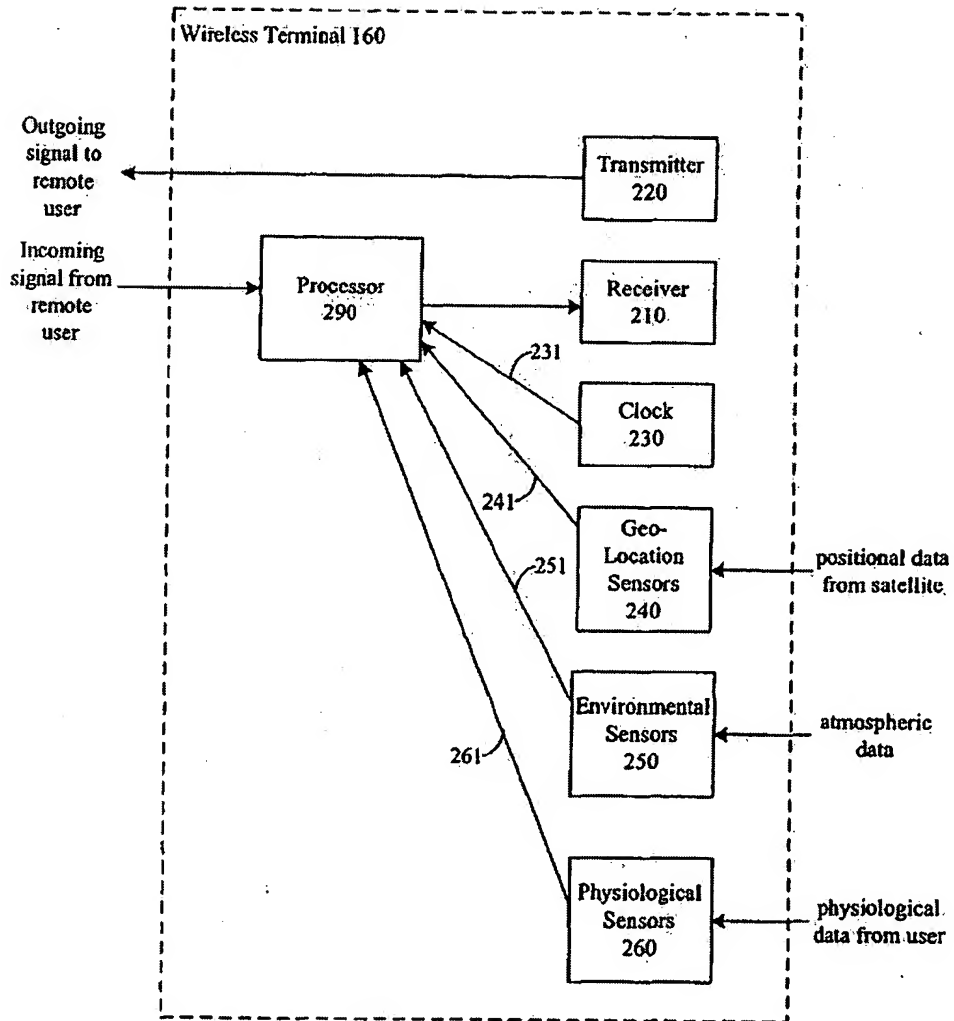 Wireless Terminal 160
Outgoing
signal to
remote
user
Transmitter
220
Incoming
signal from
remote
user
Processor
290
Receiver
210
231
Clock
230
241
Geo-
Location
Sensors
240
positional data
from satellite
251
Environmental
Sensors
250
atmospheric
data
261
Physiological
Sensors
260
physiological
data from user